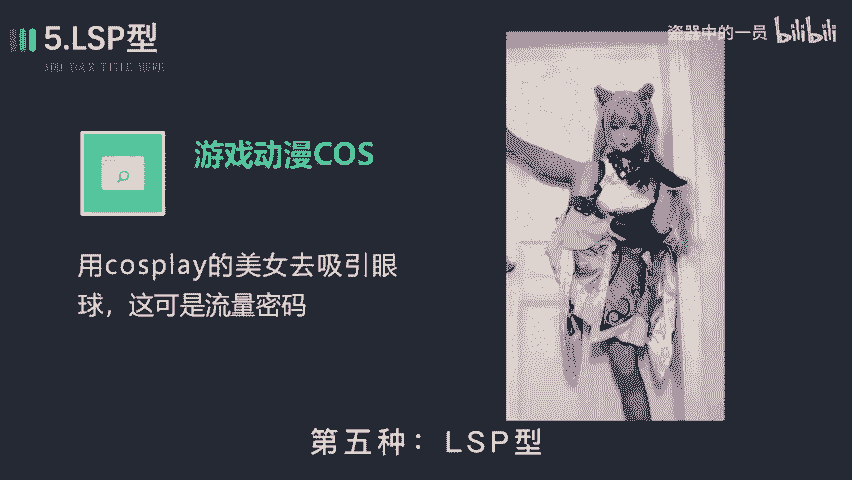 瓷器中的一员 bilibili
5.LSP型
ADD YOUR TITLE HERE
游戏动漫COS
用cosplay的美女去吸引眼
球，这可是流量密码
第五种：LSP型